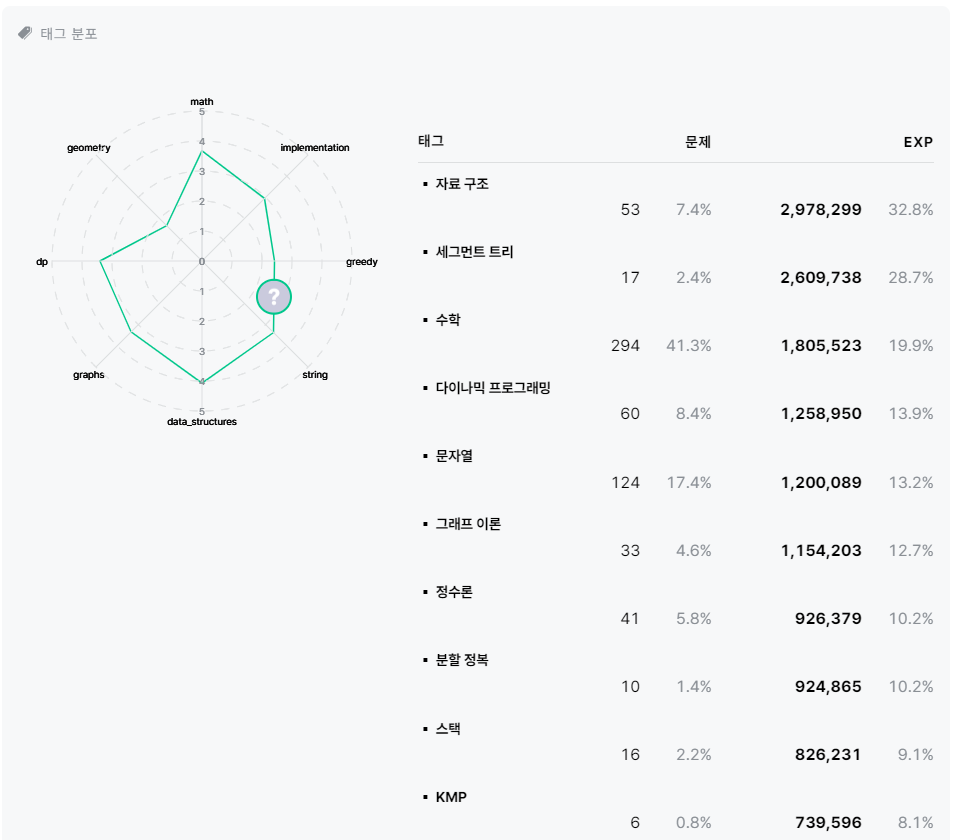 태그 분포
math
5
geometry
4
implementation
3
2
1
dp
0
greedy
1
?
2
3
graphs
4
string
5
data_structures
태그 문제 EXP
자료 구조
53 7.4% 2,978,299 32.8%
세그먼트 트리
17 2.4% 2,609,738 28.7%
수학
294 41.3% 1,805,523 19.9%
다이나믹 프로그래밍
60 8.4% 1,258,950 13.9%
문자열
124 17.4% 1,200,089 13.2%
그래프 이론
33 4.6% 1,154,203 12.7%
정수론
41 5.8% 926,379 10.2%
분할 정복
10 1.4% 924,865 10.2%
스택
16 2.2% 826,231 9.1%
KMP
6 0.8% 739,596 8.1%